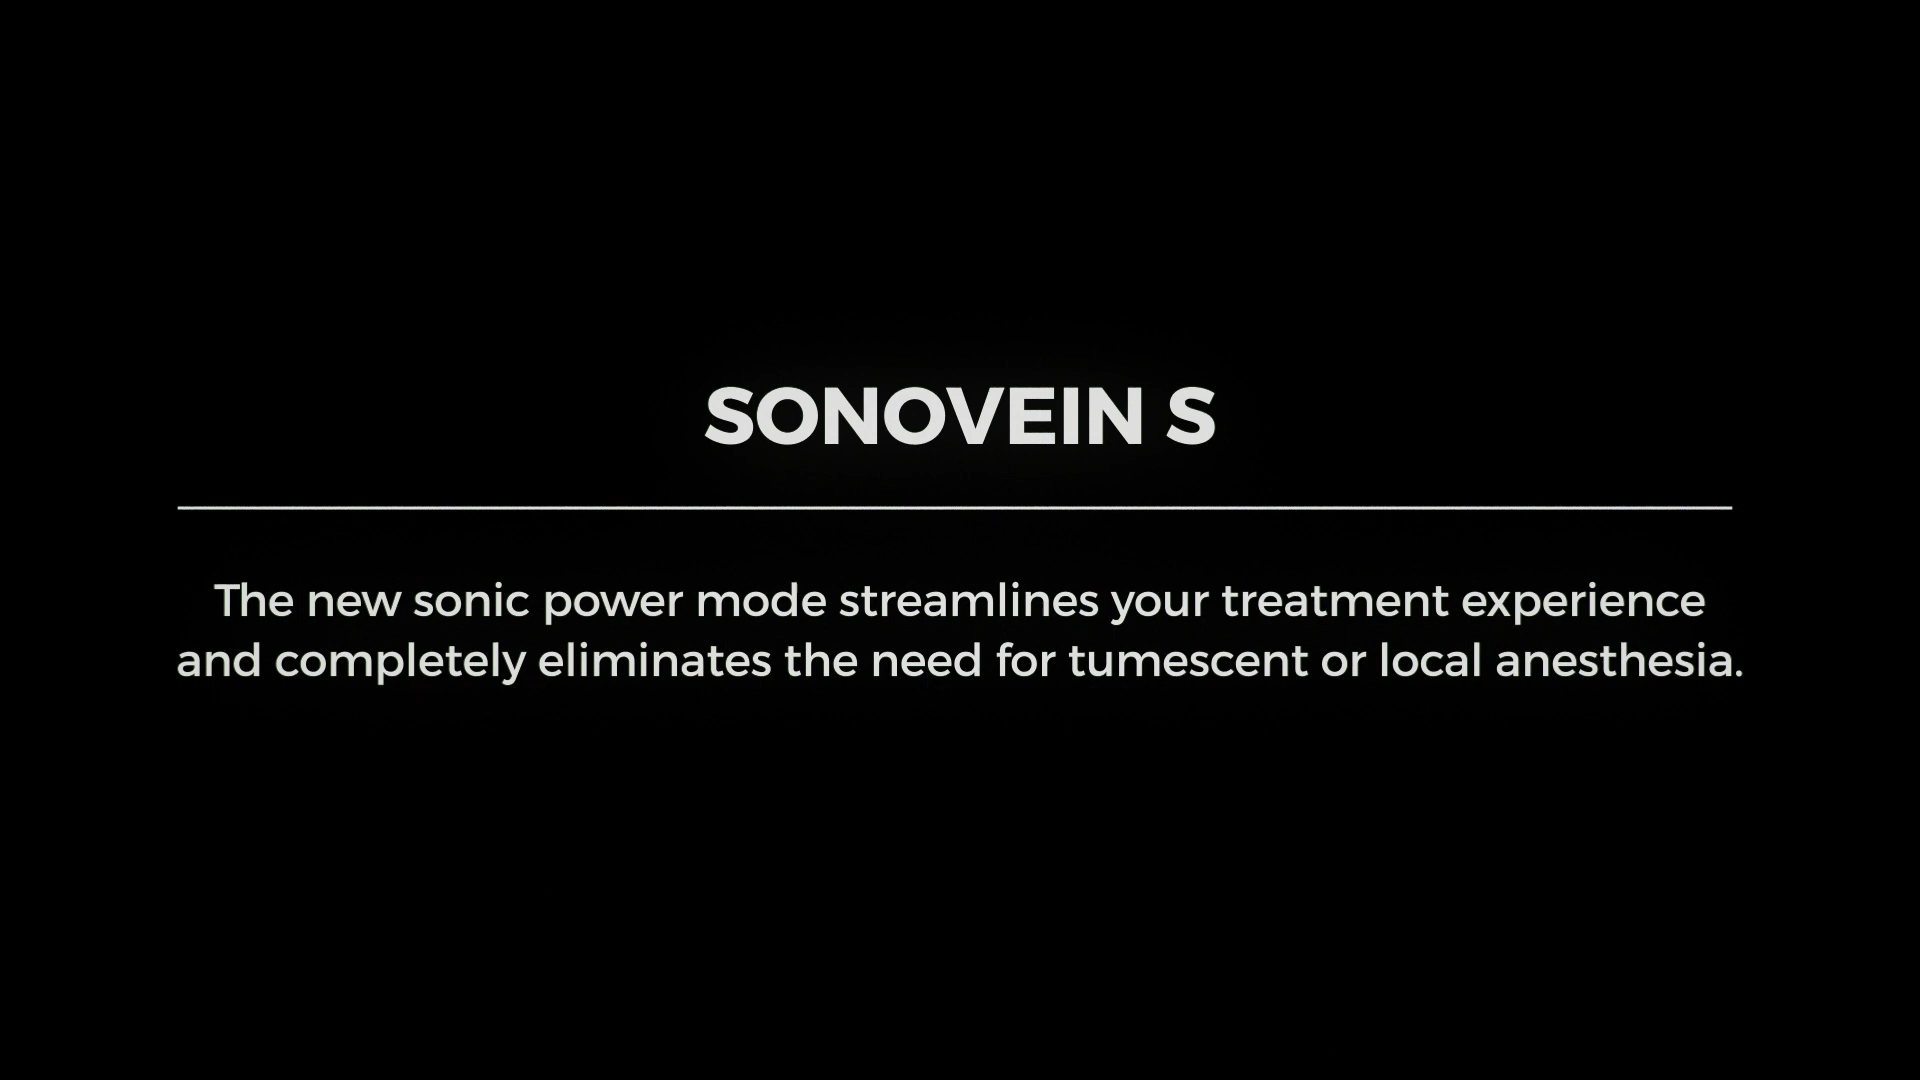 SONOVEIN S
The new sonic power mode streamlines your treatment experience
and completely eliminates the need for tumescent or local anesthesia.